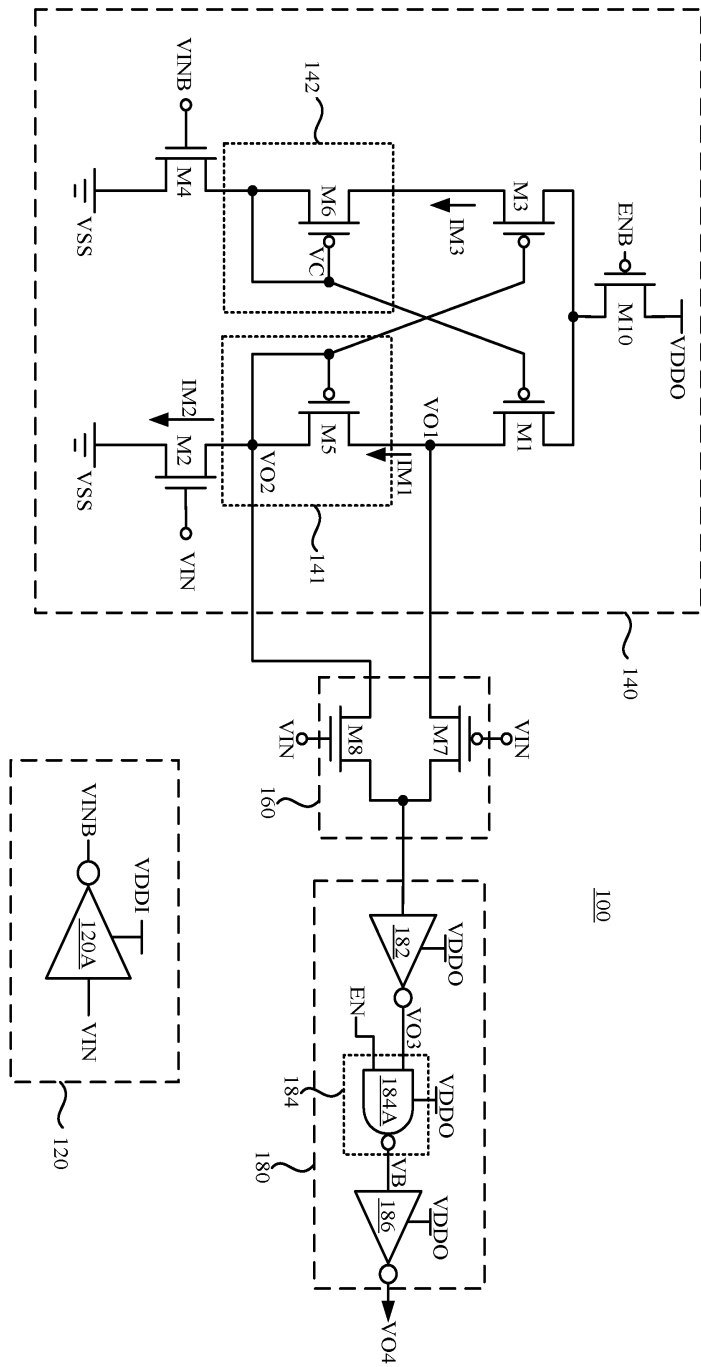 100
140
VDDO
ENB
M10
M3
M1
IM3
VO1
IM1
142
M6
VC
M5
141
VO2
VINB
M4
IM2
M2
VIN
VSS
VSS
VIN
M7
M8
VIN
160
VDDO
182
VO3
EN
VDDO
184A
184
VB
VDDO
186
180
VO4
VDDI
VINB
120A
VIN
120